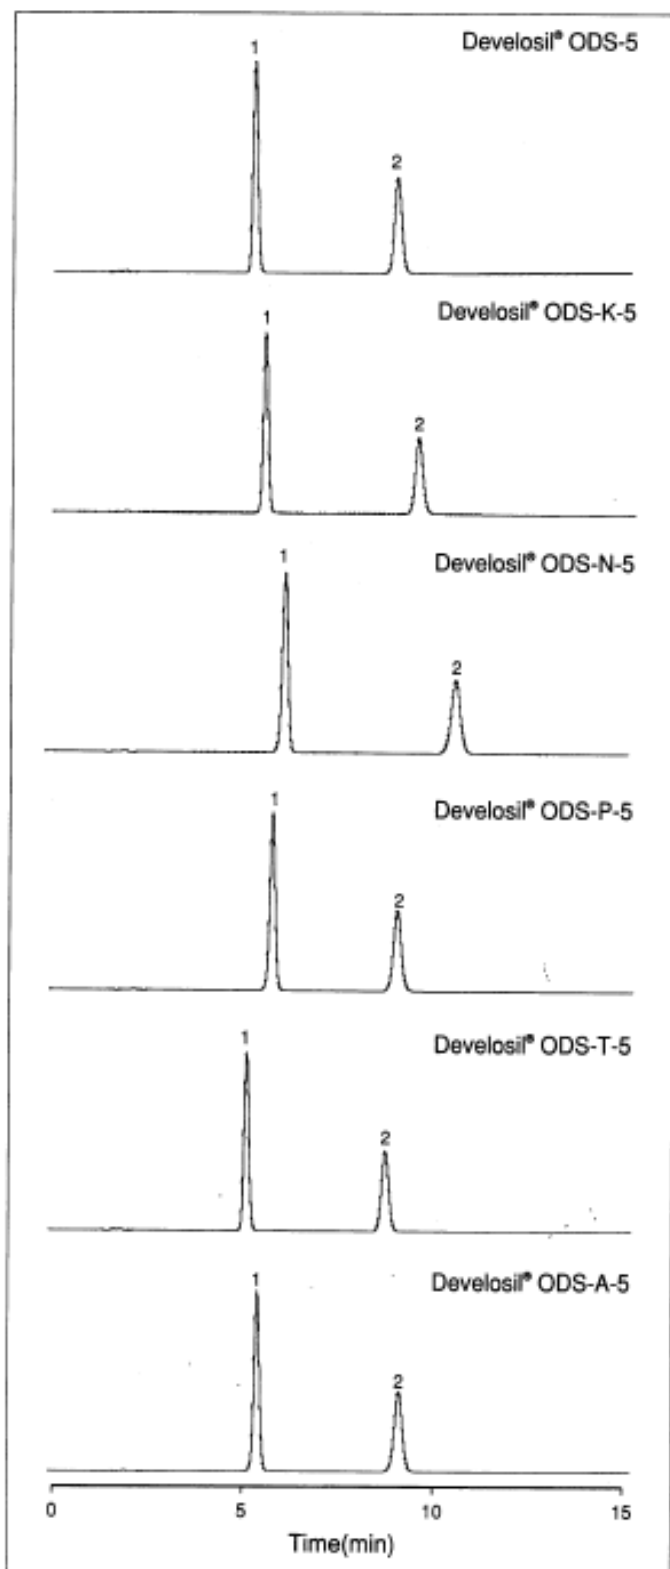 Develosil® ODS-5
1
2
Develosil® ODS-K-5
1
2
Develosil® ODS-N-5
1
2
Develosil® ODS-P-5
1
2
Develosil® ODS-T-5
1
2
Develosil® ODS-A-5
1
2
0 5 10 15
Time(min)